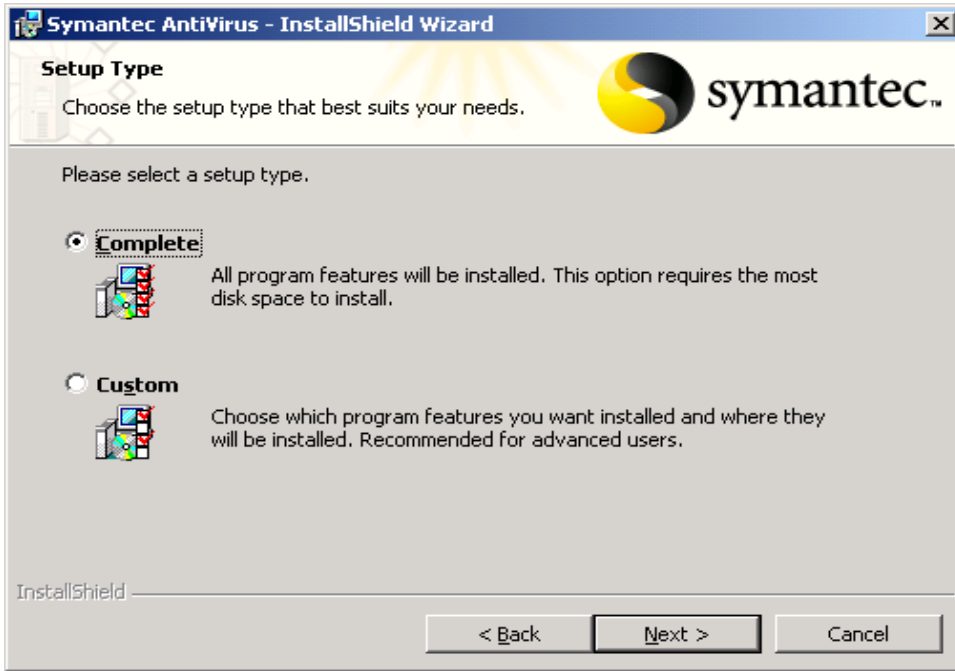 Symantec AntiVirus - InstallShield Wizard
Setup Type
Choose the setup type that best suits your needs.
symantec™
Please select a setup type.
Complete
All program features will be installed. This option requires the most
disk space to install.
Custom
Choose which program features you want installed and where they
will be installed. Recommended for advanced users.
InstallShield
< Back
Next >
Cancel